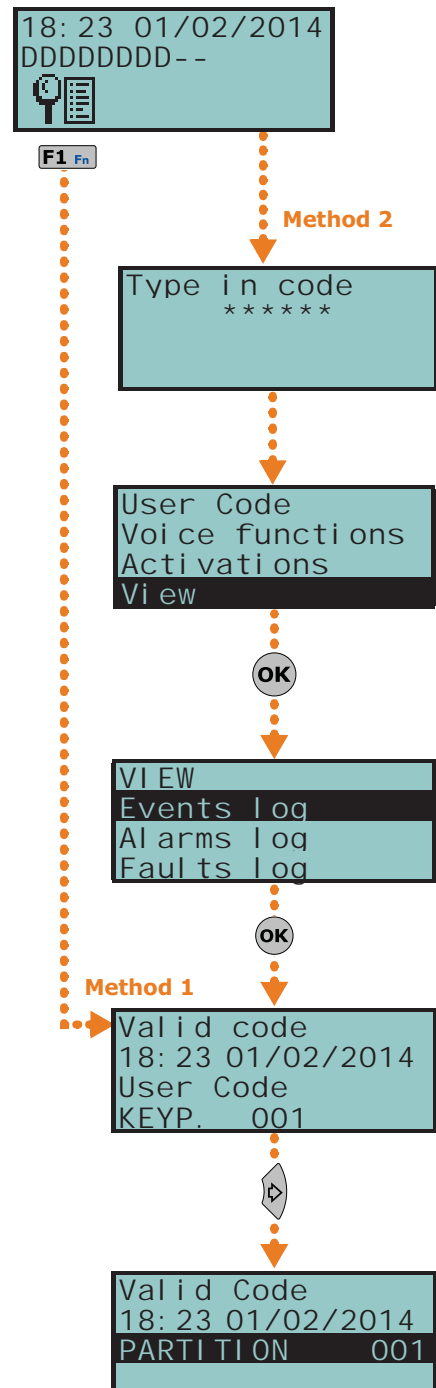 18:23 01/02/2014
DDDDDDDD--
F1 Fn
Method 2
Type in code
******
User Code
Voice functions
Activations
View
OK
VIEW
Events log
Alarms log
Faults log
OK
Method 1
Valid code
18:23 01/02/2014
User Code
KEYP. 001
Valid Code
18:23 01/02/2014
PARTITION 001